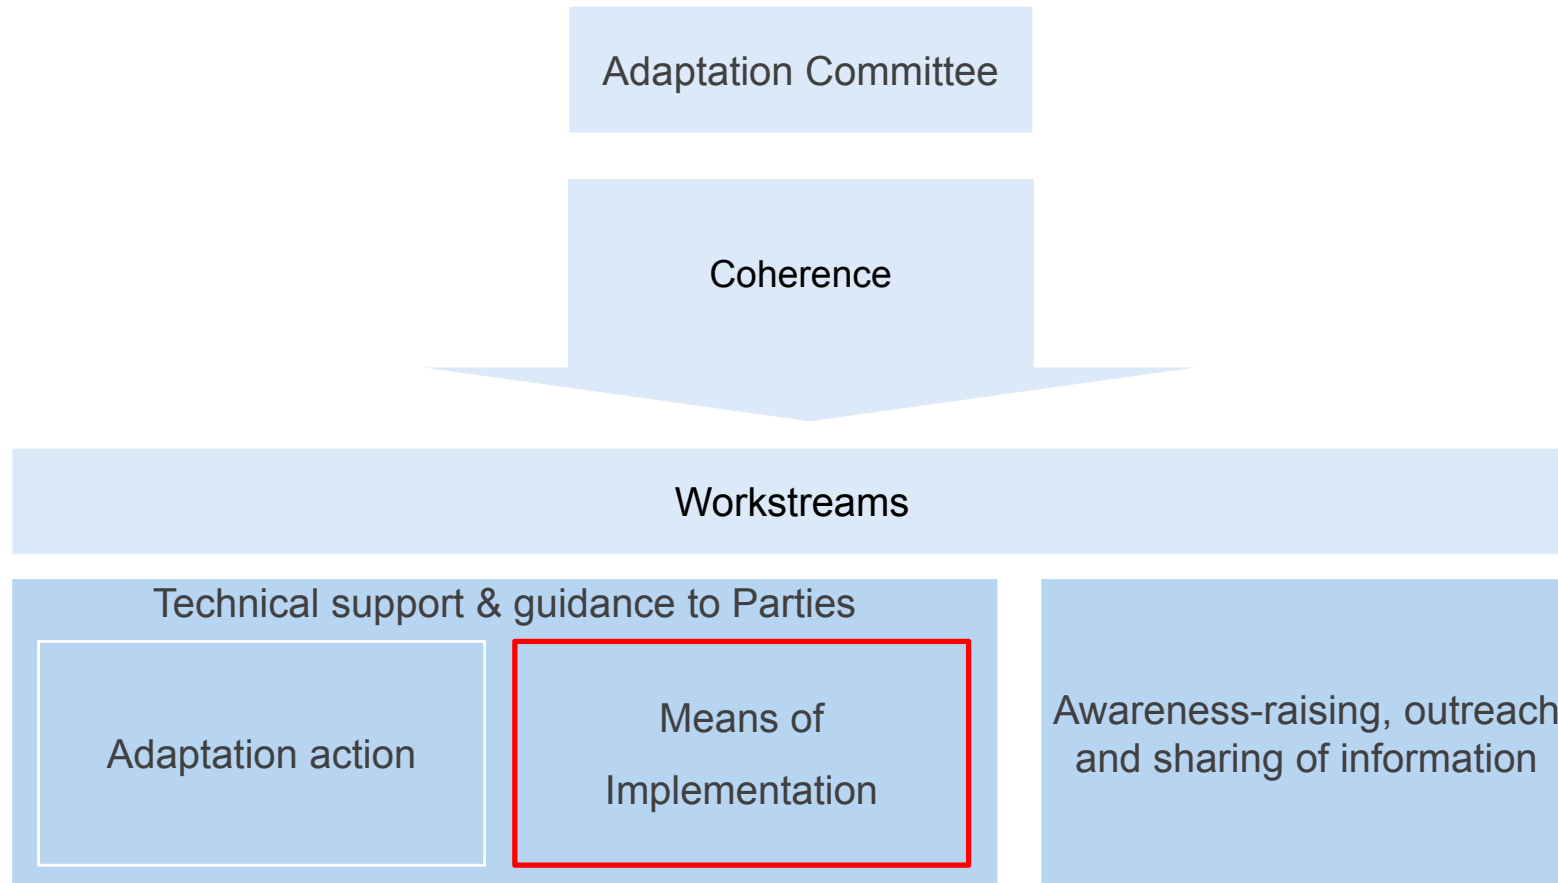 Adaptation Committee
Coherence
Workstreams
Technical support & guidance to Parties
Adaptation action
Means of
Implementation
Awareness-raising, outreach
and sharing of information